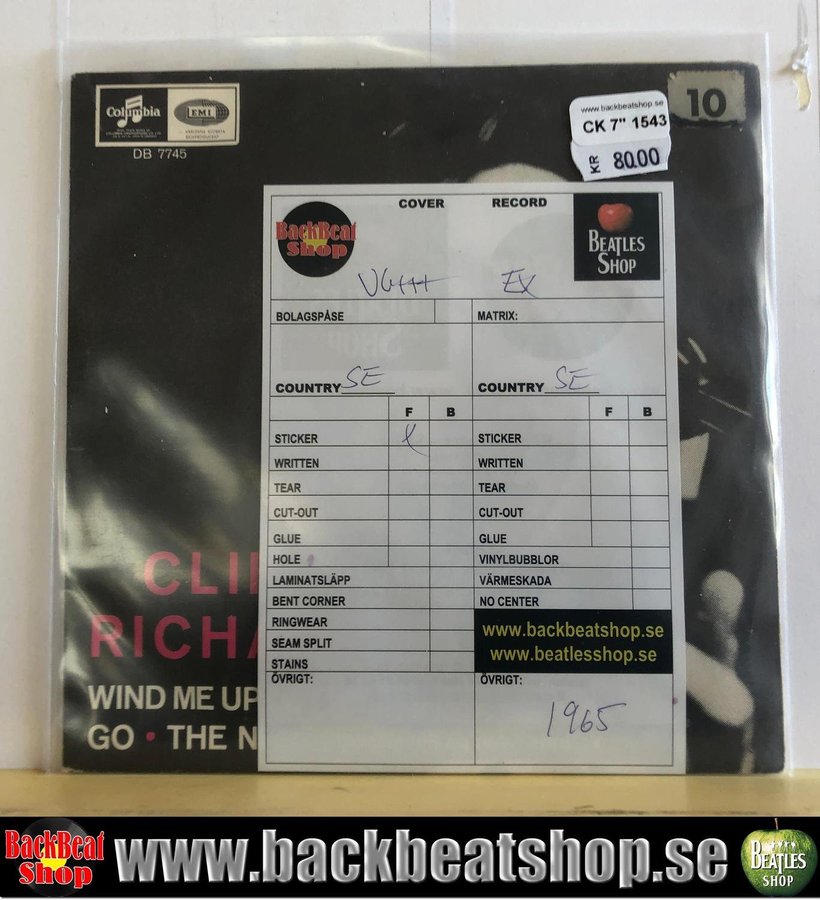 Columbia
EMI
DB 7745
www.backbeatshop.se
CK 7" 1543
KR 80.00
10
COVER RECORD
BackBeat
Shop
BEATLES
SHOP
VG+++ EX
BOLAGSPÅSE MATRIX:
COUNTRY SE COUNTRY SE
F B F B
STICKER X STICKER
WRITTEN WRITTEN
TEAR TEAR
CUT-OUT CUT-OUT
GLUE GLUE
HOLE VINYLBUBBLOR
LAMINATSLÄPP VÄRMESKADA
BENT CORNER NO CENTER
RINGWEAR
SEAM SPLIT
STAINS
www.backbeatshop.se
www.beatlesshop.se
ÖVRIGT: ÖVRIGT:
1965
CLIF
RICHA
WIND ME UP
GO • THE N
BackBeat
Shop
www.backbeatshop.se
BEATLES
SHOP